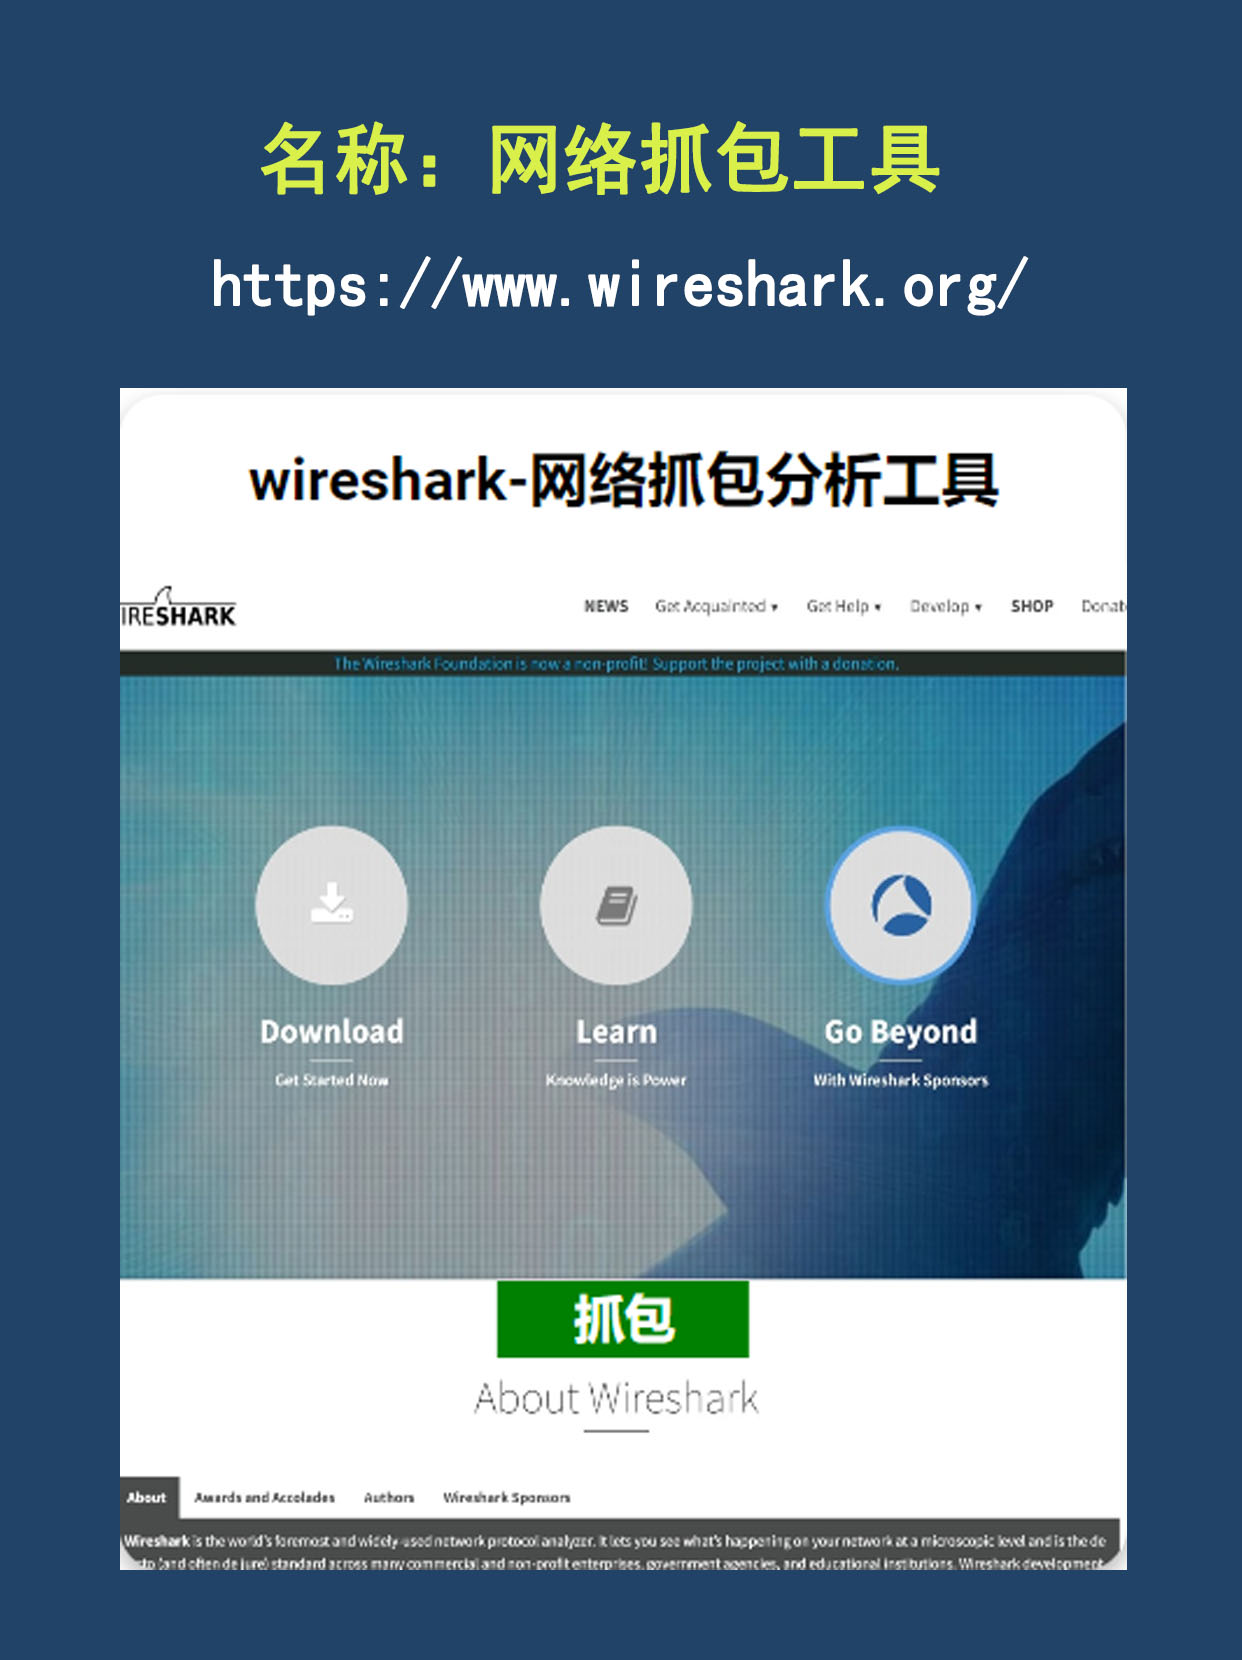 名称：网络抓包工具
https://www.wireshark.org/
wireshark-网络抓包分析工具
IRESHARK
NEWS Get Acquainted ▾ Get Help ▾ Develop ▾ SHOP Donat
The Wireshark Foundation is now a non-profit! Support the project with a donation.
Download Learn Go Beyond
Get Started Now Knowledge is Power With Wireshark Sponsors
抓包
About Wireshark
About Awards and Accolades Authors Wireshark Sponsors
Wireshark is the world's foremost and widely-used network protocol analyzer. It lets you see what's happening on your network at a microscopic level and is the de
to (and often de jure) standard across many commercial and non-profit enterprises, government agencies, and educational institutions. Wireshark development